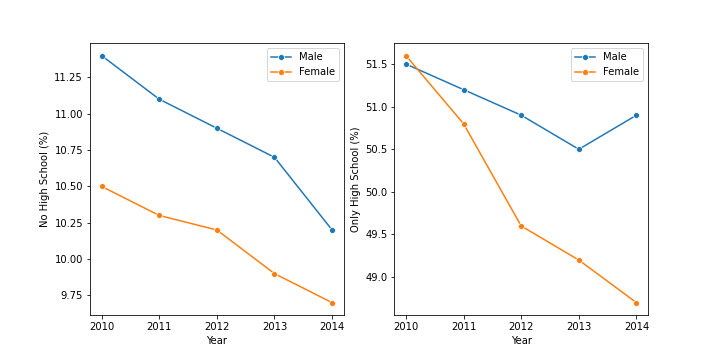 No High School (%)
11.25
11.00
10.75
10.50
10.25
10.00
9.75
2010
2011
2012
2013
2014
Year
Male
Female
Only High School (%)
51.5
51.0
50.5
50.0
49.5
49.0
2010
2011
2012
2013
2014
Year
Male
Female